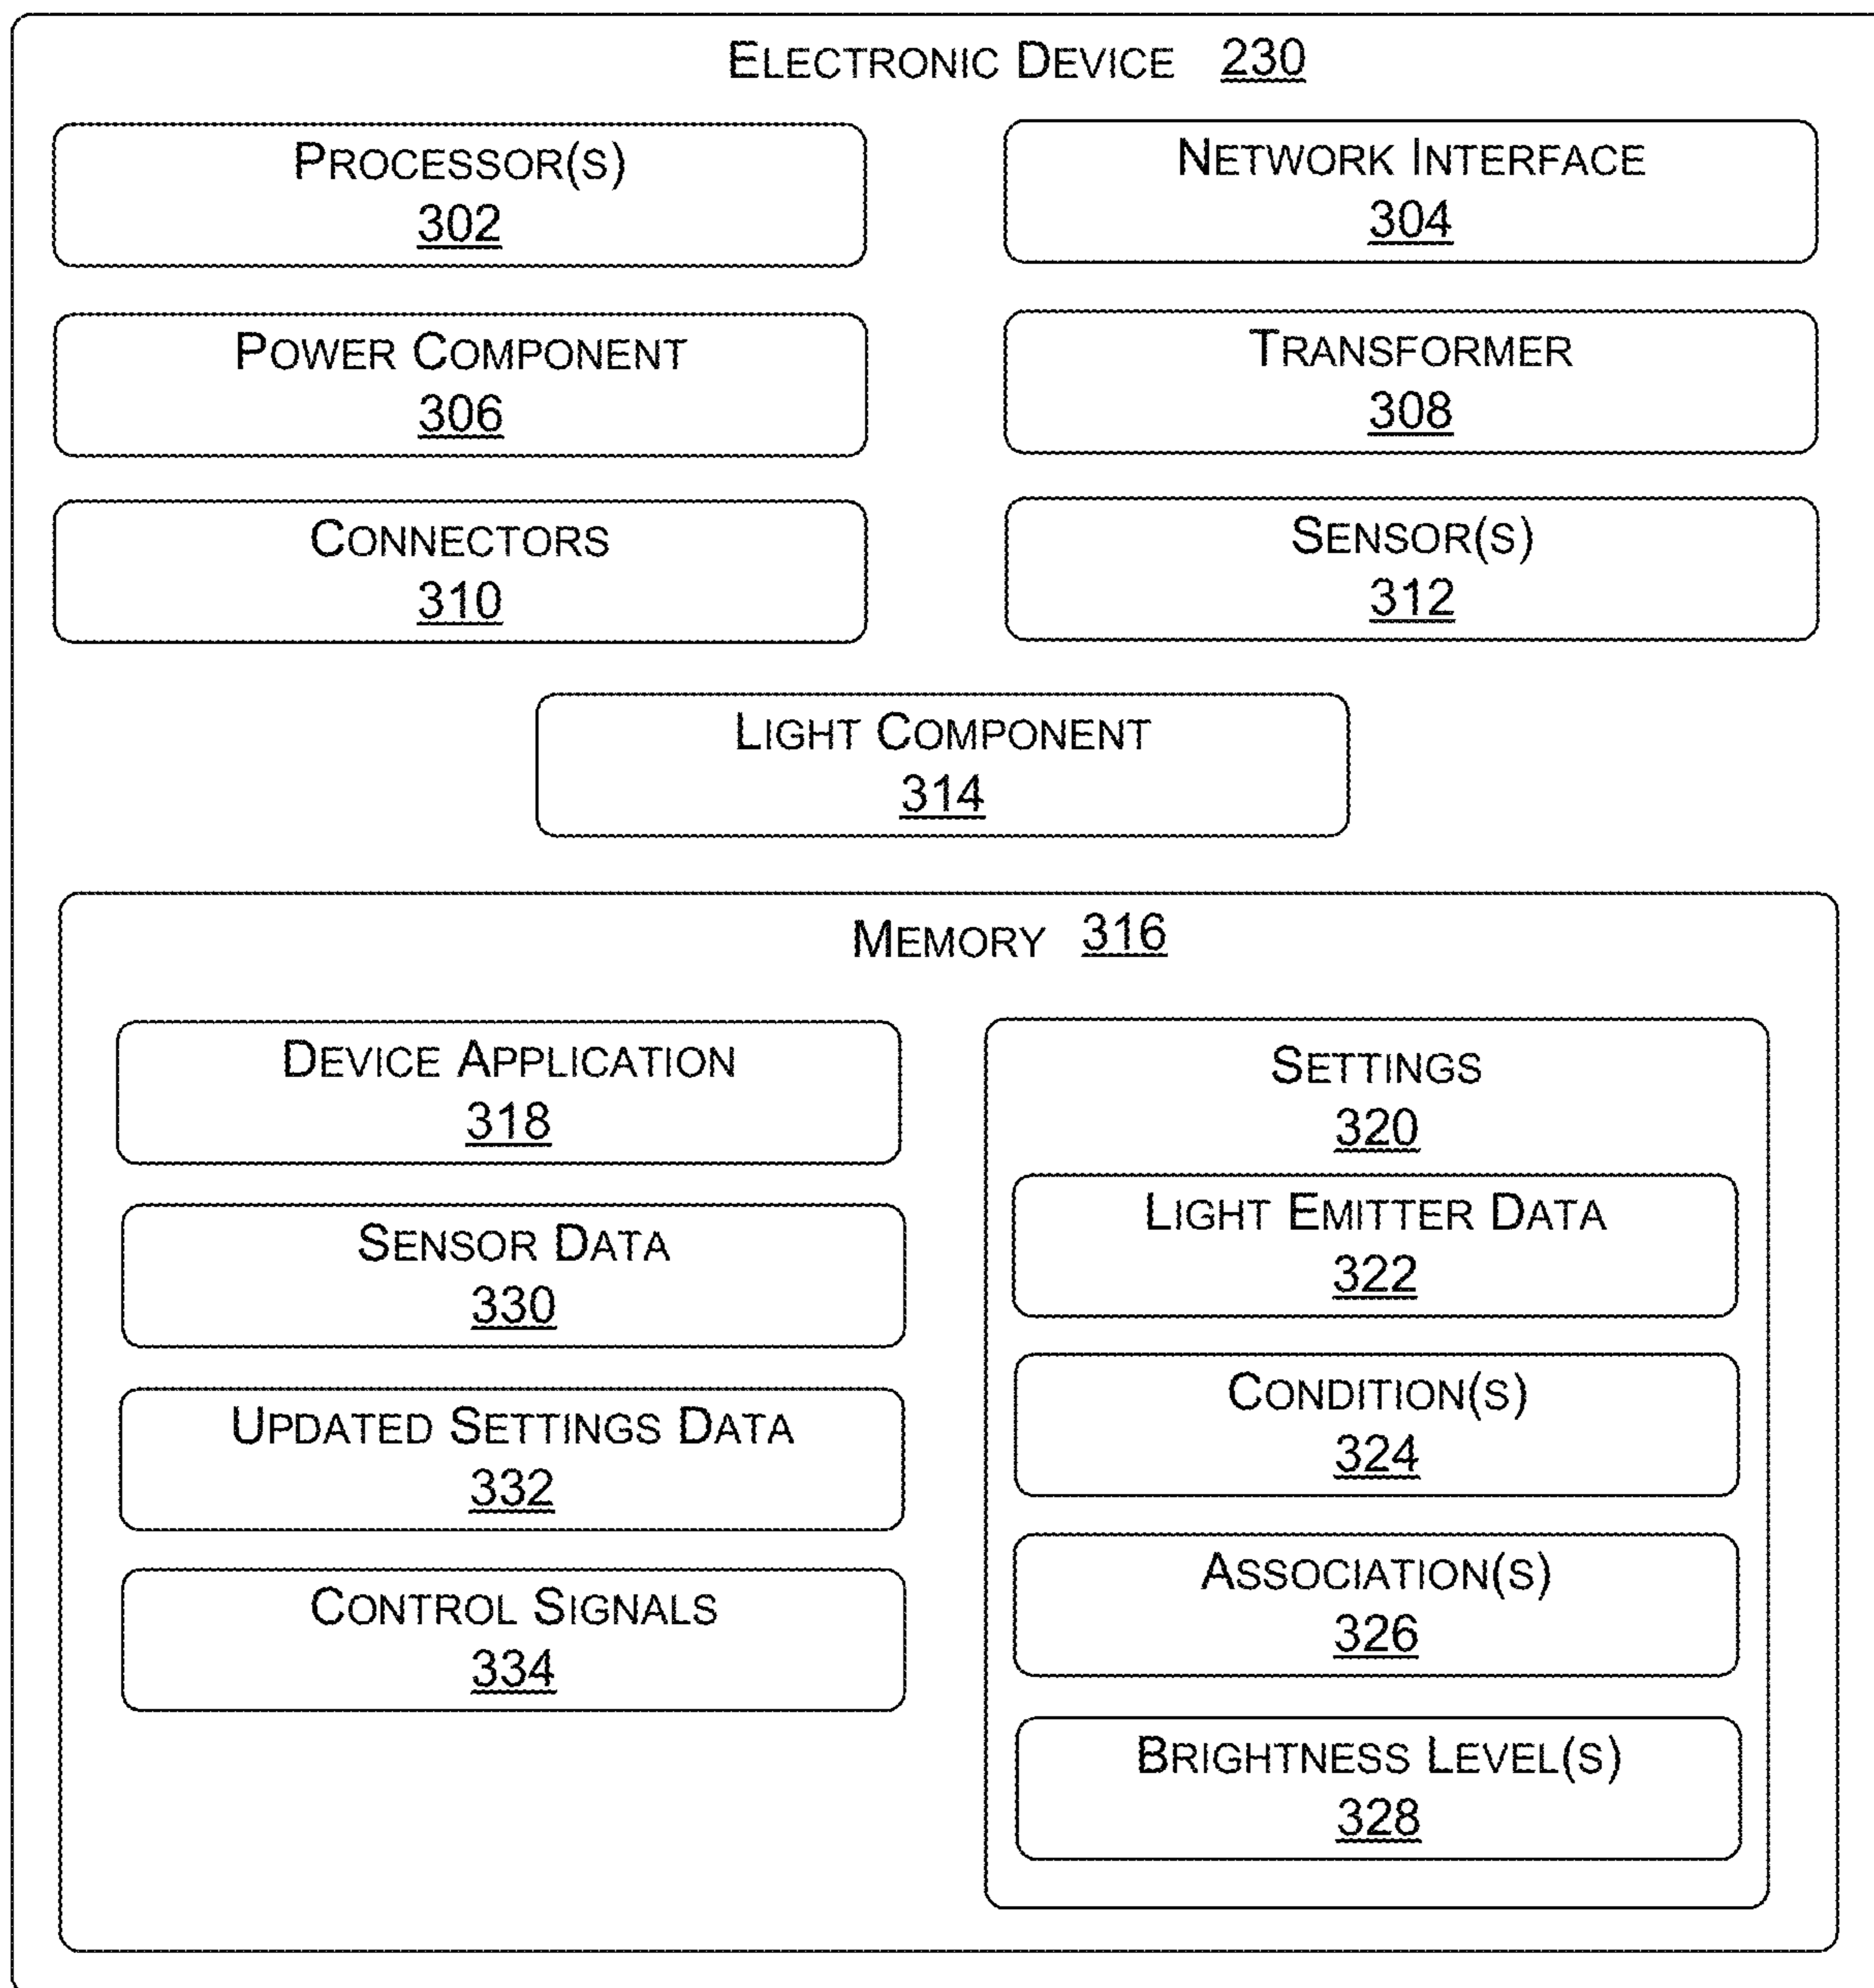 ELECTRONIC DEVICE 230
PROCESSOR(S)
302
NETWORK INTERFACE
304
POWER COMPONENT
306
TRANSFORMER
308
CONNECTORS
310
SENSOR(S)
312
LIGHT COMPONENT
314
MEMORY 316
DEVICE APPLICATION
318
SENSOR DATA
330
UPDATED SETTINGS DATA
332
CONTROL SIGNALS
334
SETTINGS
320
LIGHT EMITTER DATA
322
CONDITION(S)
324
ASSOCIATION(S)
326
BRIGHTNESS LEVEL(S)
328